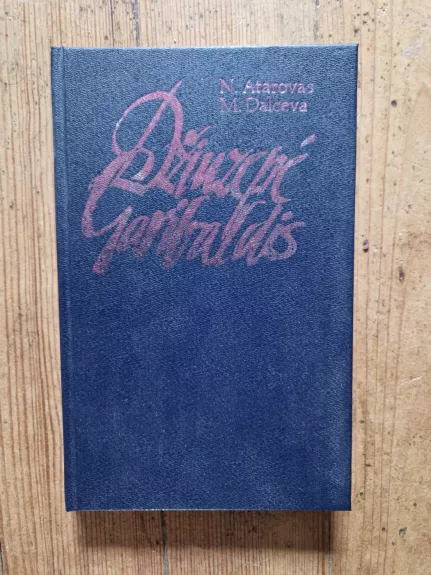 N. Atarovas
M. Dalceva
Džiuzepė
Garibaldis